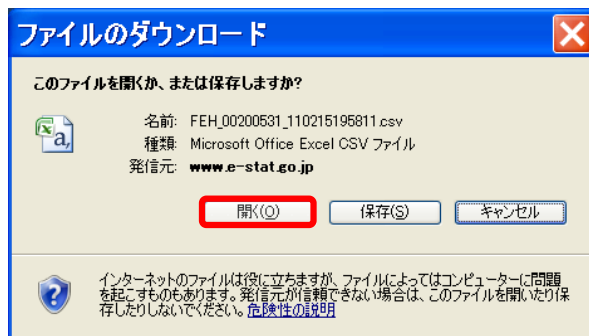 ファイルのダウンロード
このファイルを開くか、または保存しますか?
名前: FEH_00200531_110215195811.csv
種類: Microsoft Office Excel CSV ファイル
発信元: www.e-stat.go.jp
開く(O) 保存(S) キャンセル
インターネットのファイルは役に立ちますが、ファイルによってはコンピューターに問題
を起こすものもあります。発信元が信頼できない場合は、このファイルを開いたり保
存したりしないでください。危険性の説明